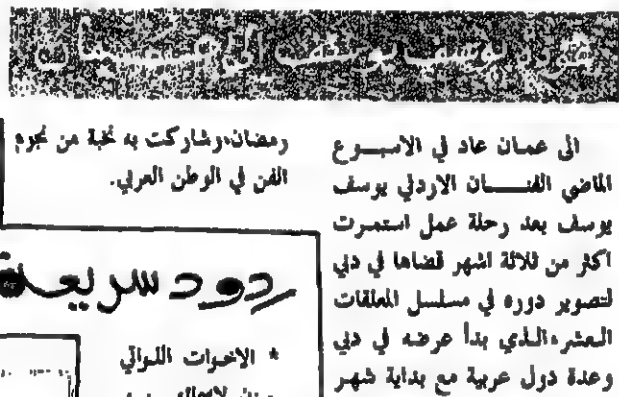 يوسف يوسف
الى عمان عاد في الاسبوع
الماضي الفنان الاردني يوسف
يوسف بعد رحلة عمل استمرت
اكثر من ثلاثة اشهر قضاها في دبي
لتصوير دوره في مسلسل المعلقات
العشر،الذي بدأ عرضه في دبي
وعدة دول عربية مع بداية شهر
رمضان،وشاركت به نخبة من نجوم
الفن في الوطن العربي.
ردود سريعة
* الاخوات اللواتي